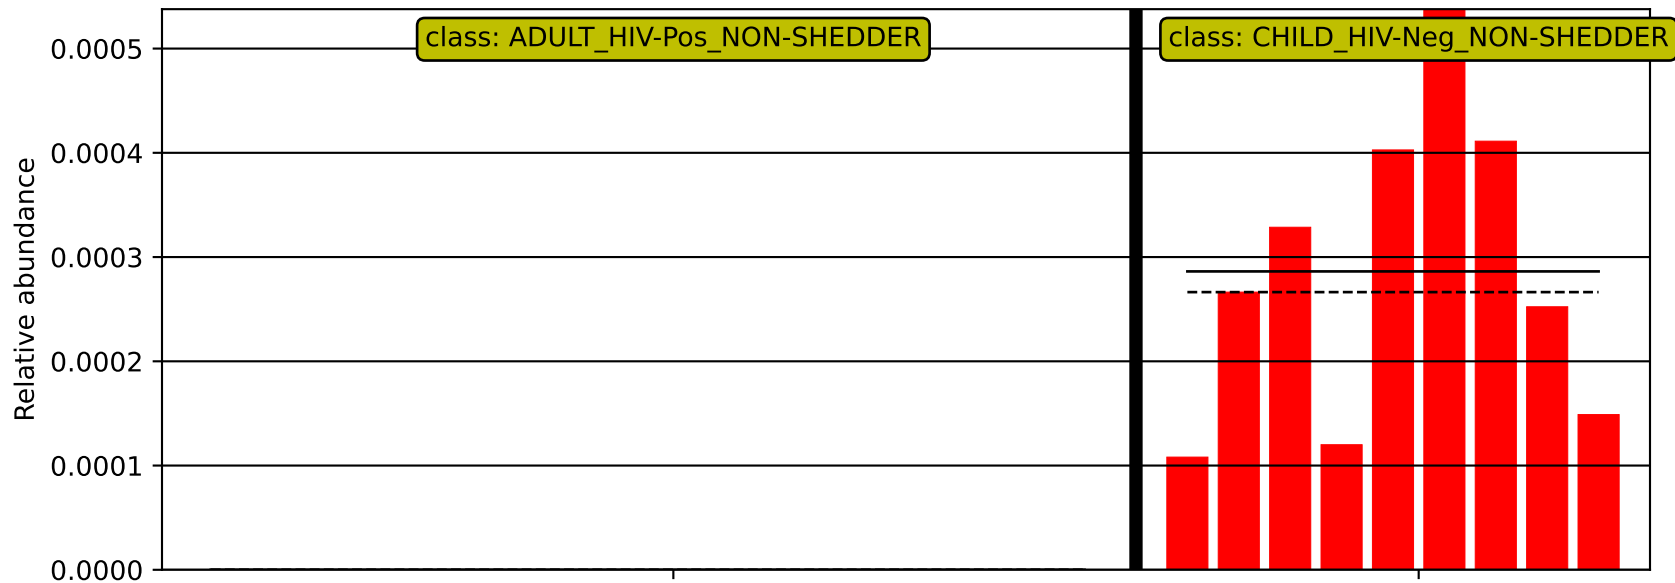 class: ADULT_HIV-Pos_NON-SHEDDER
class: CHILD_HIV-Neg_NON-SHEDDER
Relative abundance
0.0005
0.0004
0.0003
0.0002
0.0001
0.0000